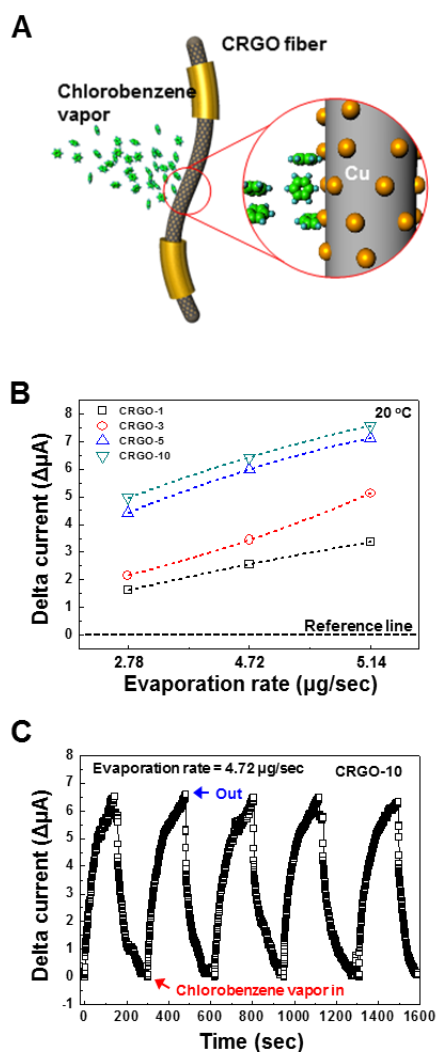 A
CRGO fiber
Chlorobenzene
vapor
Cu
B
20 °C
CRGO-1
CRGO-3
CRGO-5
CRGO-10
8
7
6
5
4
3
2
1
0
Delta current (ΔµA)
Reference line
2.78
4.72
5.14
Evaporation rate (µg/sec)
C
Evaporation rate = 4.72 µg/sec
CRGO-10
Out
8
7
6
5
4
3
2
1
0
-1
Delta current (ΔµA)
Chlorobenzene vapor in
0 200 400 600 800 1000 1200 1400 1600
Time (sec)